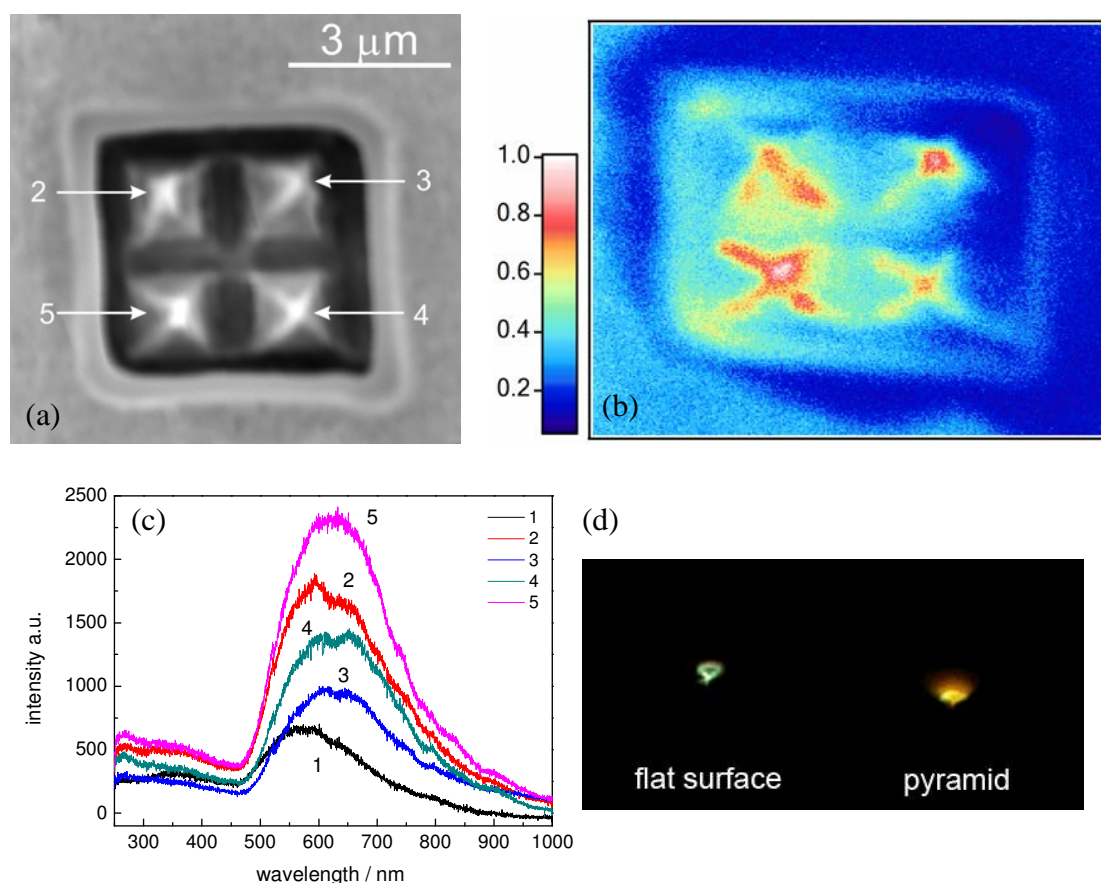 (a)
3 μm
2
3
5
4
1.0
0.8
0.6
0.4
0.2
(b)
(c)
2500
2000
1500
1000
500
0
intensity a.u.
5
2
4
3
1
1
2
3
4
5
300 400 500 600 700 800 900 1000
wavelength / nm
(d)
flat surface pyramid